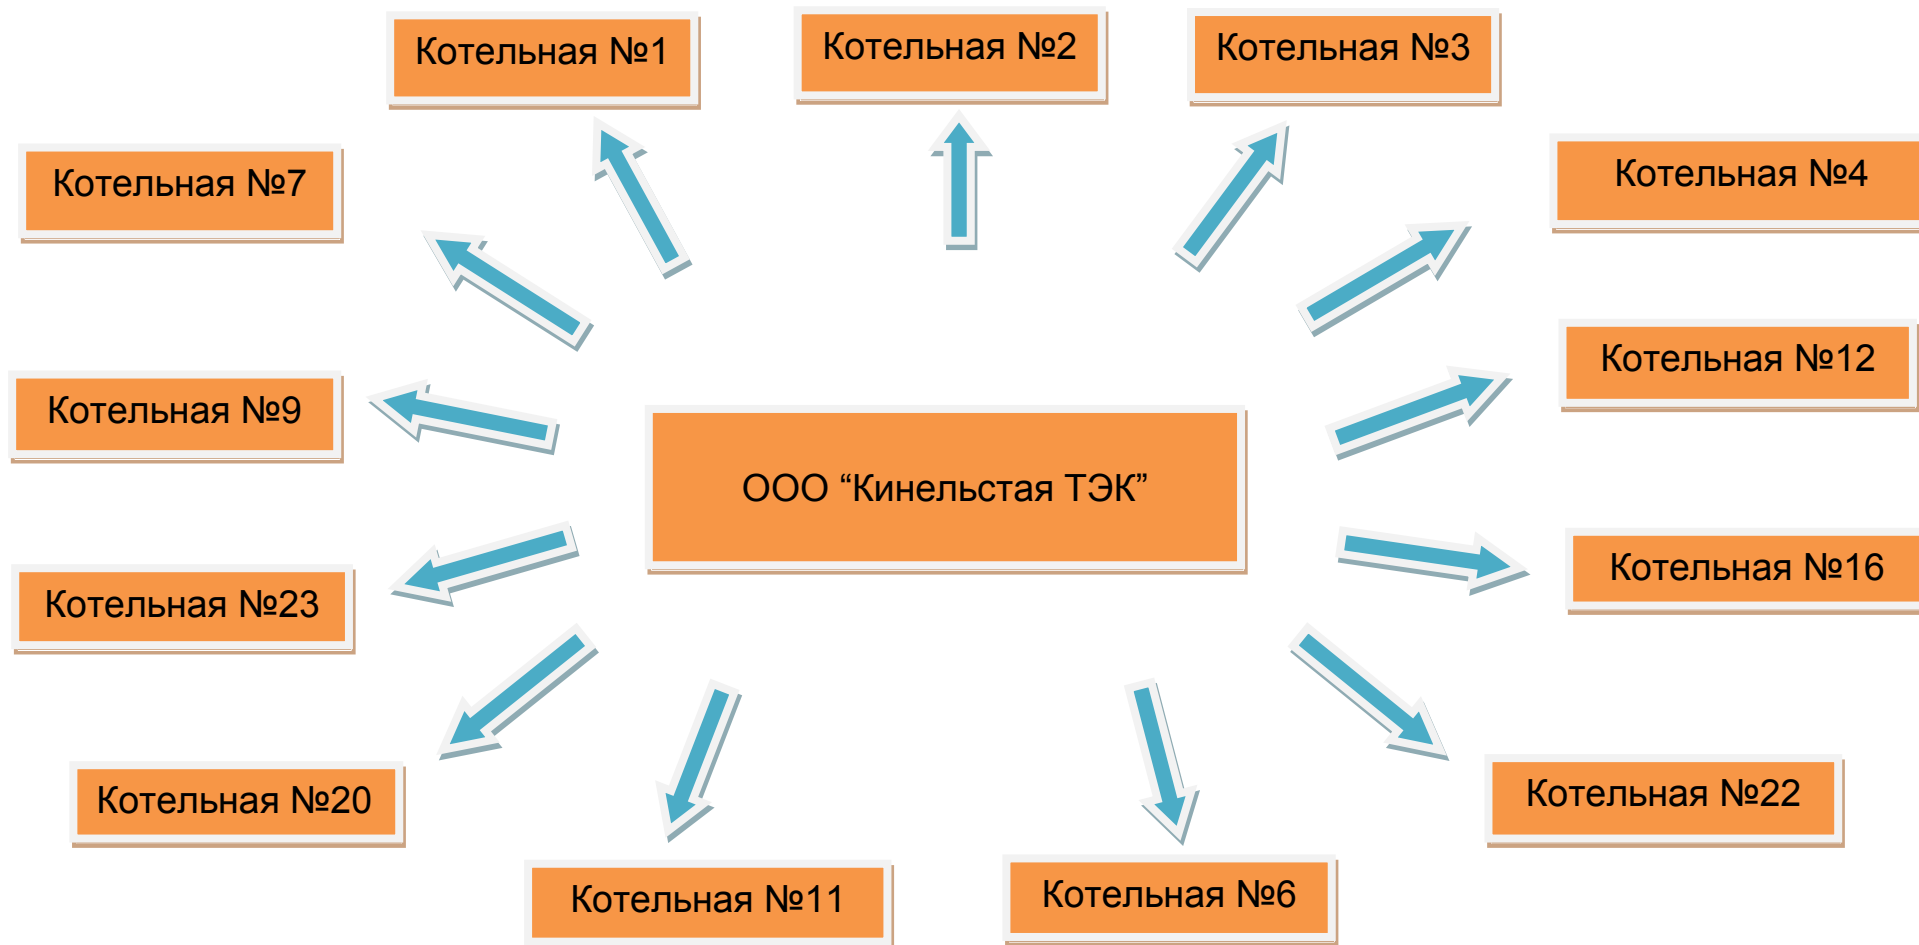 Котельная №1
Котельная №2
Котельная №3
Котельная №7
Котельная №4
Котельная №12
Котельная №9
ООО “Кинельстая ТЭК”
Котельная №16
Котельная №23
Котельная №20
Котельная №22
Котельная №11
Котельная №6